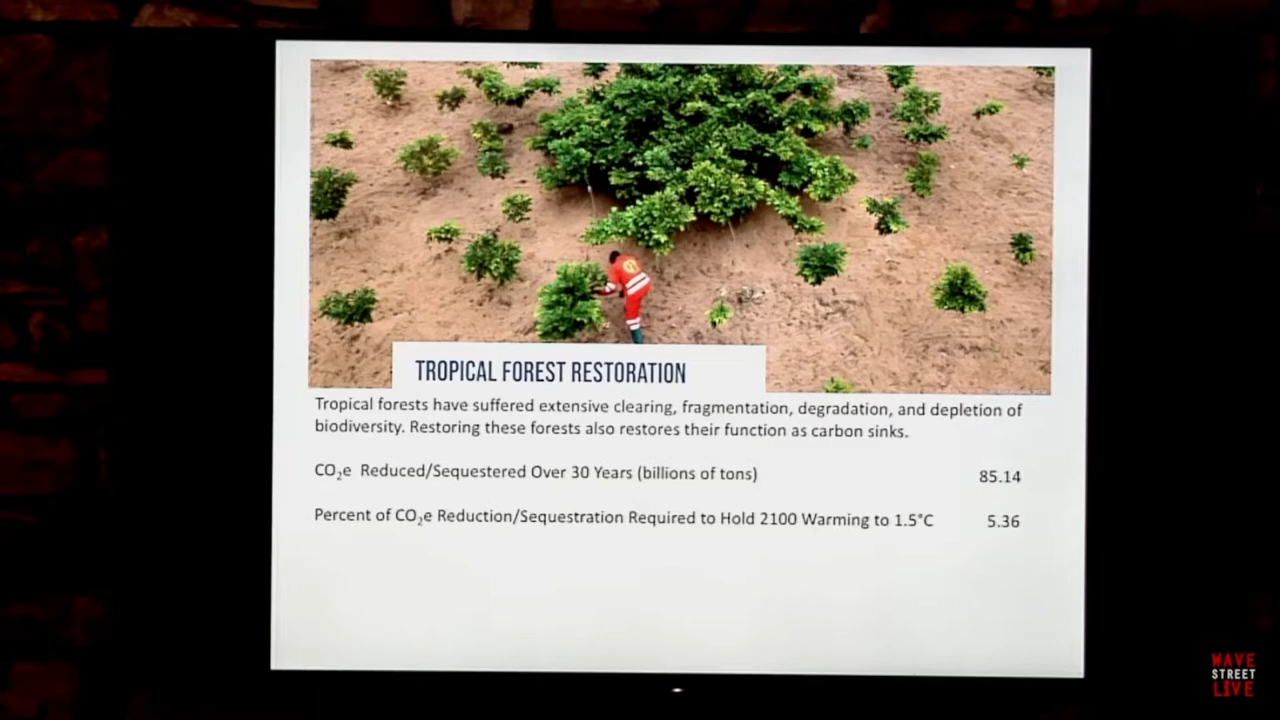 TROPICAL FOREST RESTORATION
Tropical forests have suffered extensive clearing, fragmentation, degradation, and depletion of
biodiversity. Restoring these forests also restores their function as carbon sinks.
CO₂e Reduced/Sequestered Over 30 Years (billions of tons) 85.14
Percent of CO₂e Reduction/Sequestration Required to Hold 2100 Warming to 1.5°C 5.36
WAVE
STREET
LIVE